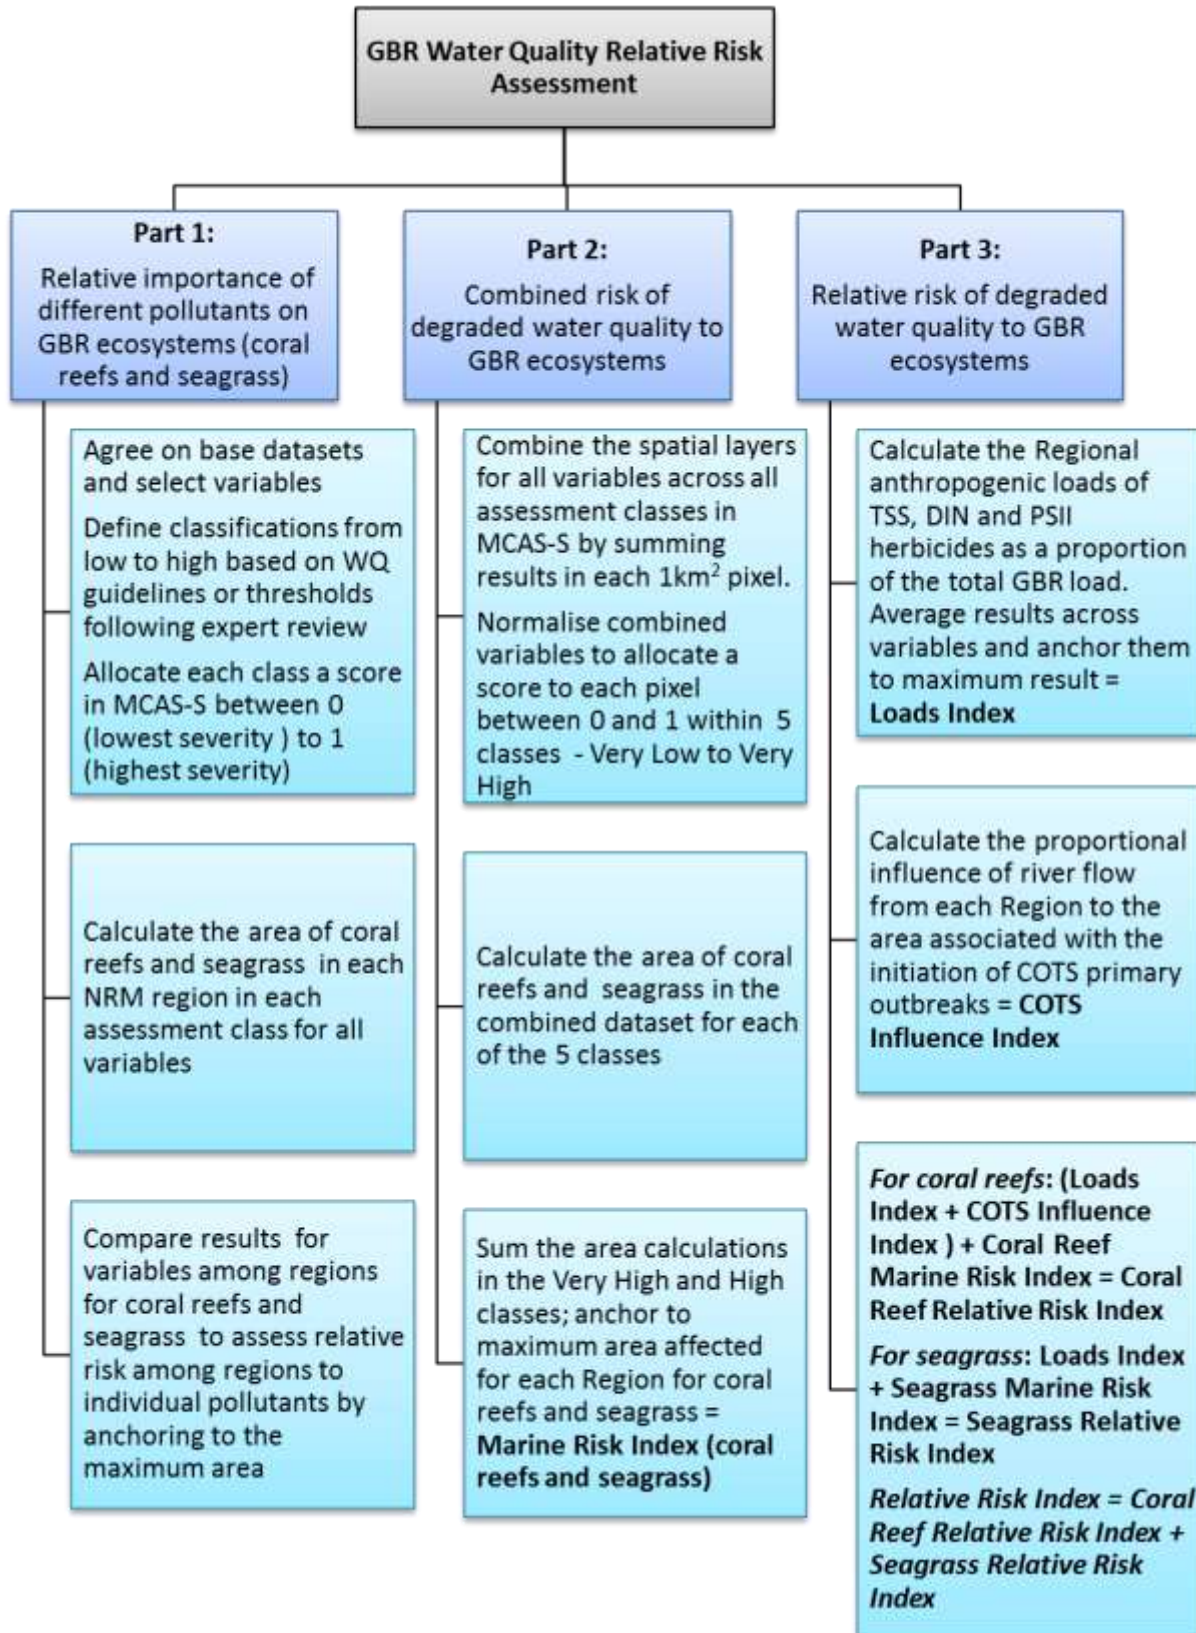 GBR Water Quality Relative Risk
Assessment
Part 1:
Relative importance of
different pollutants on
GBR ecosystems (coral
reefs and seagrass)
Agree on base datasets
and select variables
Define classifications from
low to high based on WQ
guidelines or thresholds
following expert review
Allocate each class a score
in MCAS-S between 0
(lowest severity ) to 1
(highest severity)
Calculate the area of coral
reefs and seagrass in each
NRM region in each
assessment class for all
variables
Compare results for
variables among regions
for coral reefs and
seagrass to assess relative
risk among regions to
individual pollutants by
anchoring to the
maximum area
Part 2:
Combined risk of
degraded water quality to
GBR ecosystems
Combine the spatial layers
for all variables across all
assessment classes in
MCAS-S by summing
results in each 1km² pixel.
Normalise combined
variables to allocate a
score to each pixel
between 0 and 1 within 5
classes - Very Low to Very
High
Calculate the area of coral
reefs and seagrass in the
combined dataset for each
of the 5 classes
Sum the area calculations
in the Very High and High
classes; anchor to
maximum area affected
for each Region for coral
reefs and seagrass =
Marine Risk Index (coral
reefs and seagrass)
Part 3:
Relative risk of degraded
water quality to GBR
ecosystems
Calculate the Regional
anthropogenic loads of
TSS, DIN and PSII
herbicides as a proportion
of the total GBR load.
Average results across
variables and anchor them
to maximum result =
Loads Index
Calculate the proportional
influence of river flow
from each Region to the
area associated with the
initiation of COTS primary
outbreaks = COTS
Influence Index
For coral reefs: (Loads
Index + COTS Influence
Index ) + Coral Reef
Marine Risk Index = Coral
Reef Relative Risk Index
For seagrass: Loads Index
+ Seagrass Marine Risk
Index = Seagrass Relative
Risk Index
Relative Risk Index = Coral
Reef Relative Risk Index +
Seagrass Relative Risk
Index